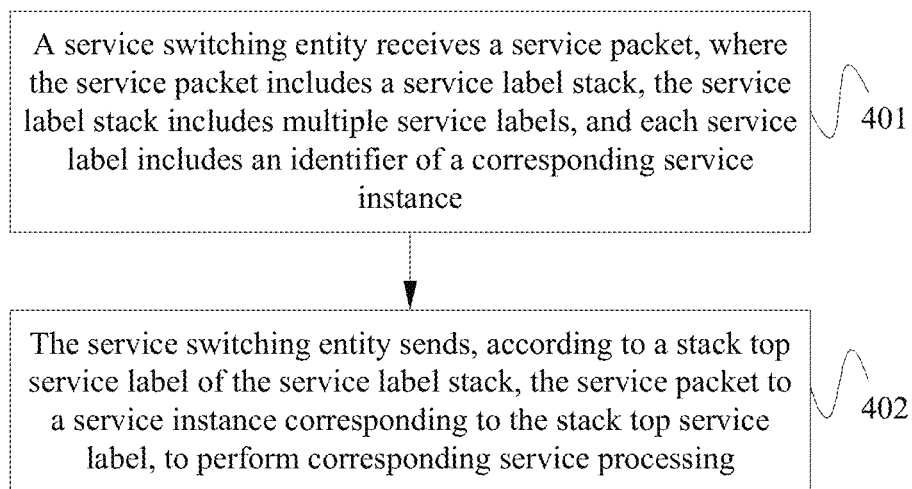 A service switching entity receives a service packet, where
the service packet includes a service label stack, the service
label stack includes multiple service labels, and each service
label includes an identifier of a corresponding service
instance
401
The service switching entity sends, according to a stack top
service label of the service label stack, the service packet to
a service instance corresponding to the stack top service
label, to perform corresponding service processing
402